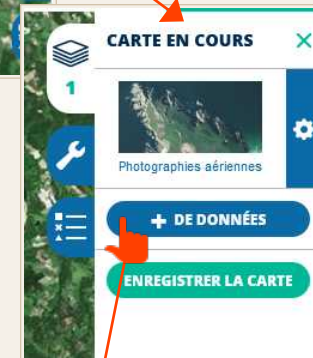 CARTE EN COURS
1
Photographies aériennes
+ DE DONNÉES
ENREGISTRER LA CARTE